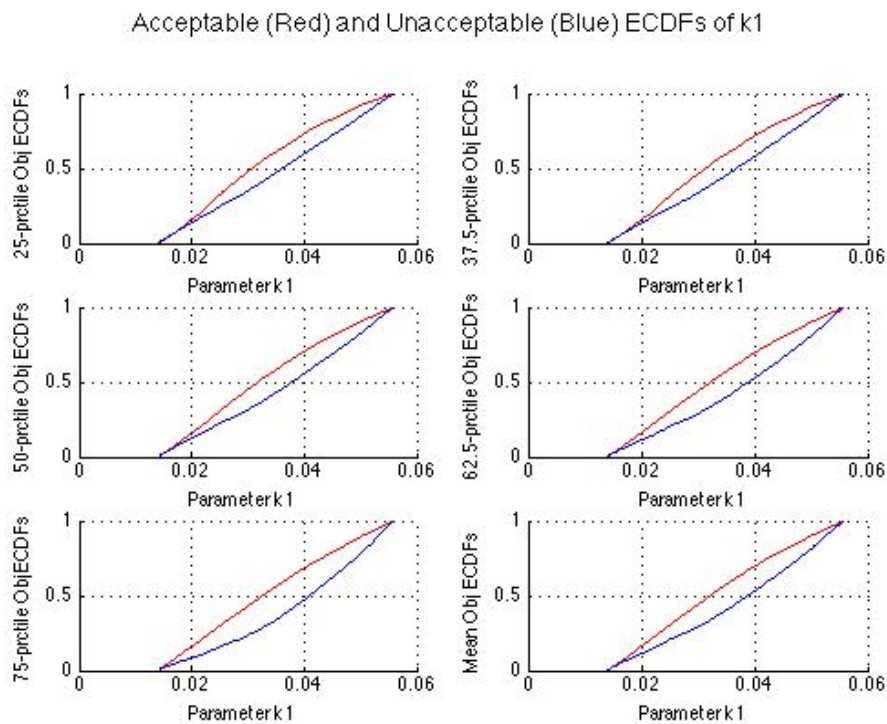 Acceptable (Red) and Unacceptable (Blue) ECDFs of k1
25-prctile Obj ECDFs
1
0.5
0
0 0.02 0.04 0.06
Parameter k1
37.5-prctile Obj ECDFs
1
0.5
0
0 0.02 0.04 0.06
Parameter k1
50-prctile Obj ECDFs
1
0.5
0
0 0.02 0.04 0.06
Parameter k1
62.5-prctile Obj ECDFs
1
0.5
0
0 0.02 0.04 0.06
Parameter k1
75-prctile Obj ECDFs
1
0.5
0
0 0.02 0.04 0.06
Parameter k1
Mean Obj ECDFs
1
0.5
0
0 0.02 0.04 0.06
Parameter k1